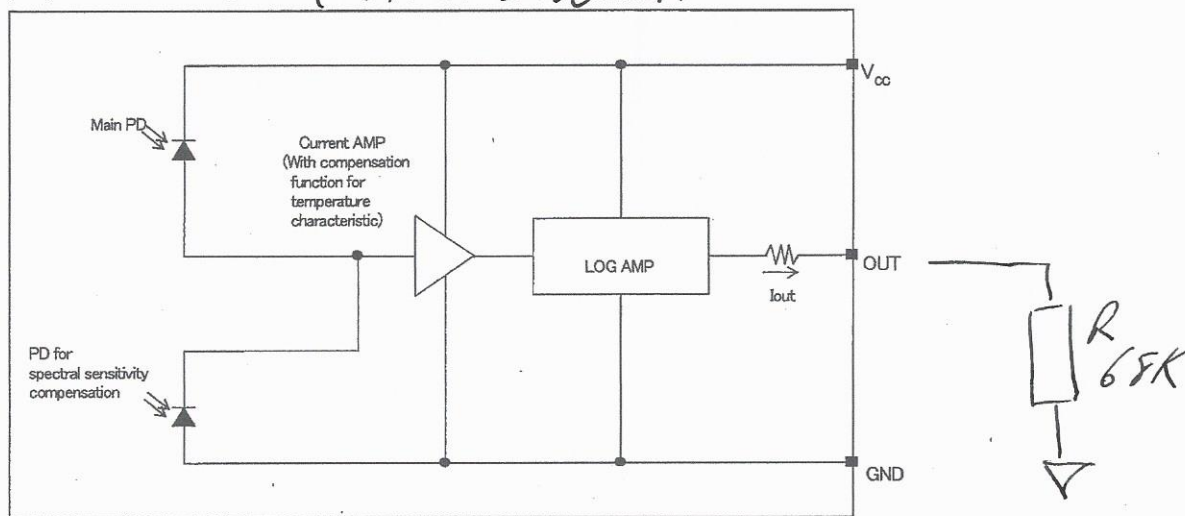 Vcc
Main PD
Current AMP
(With compensation
function for
temperature
characteristic)
LOG AMP
OUT
Iout
R
68K
PD for
spectral sensitivity
compensation
GND